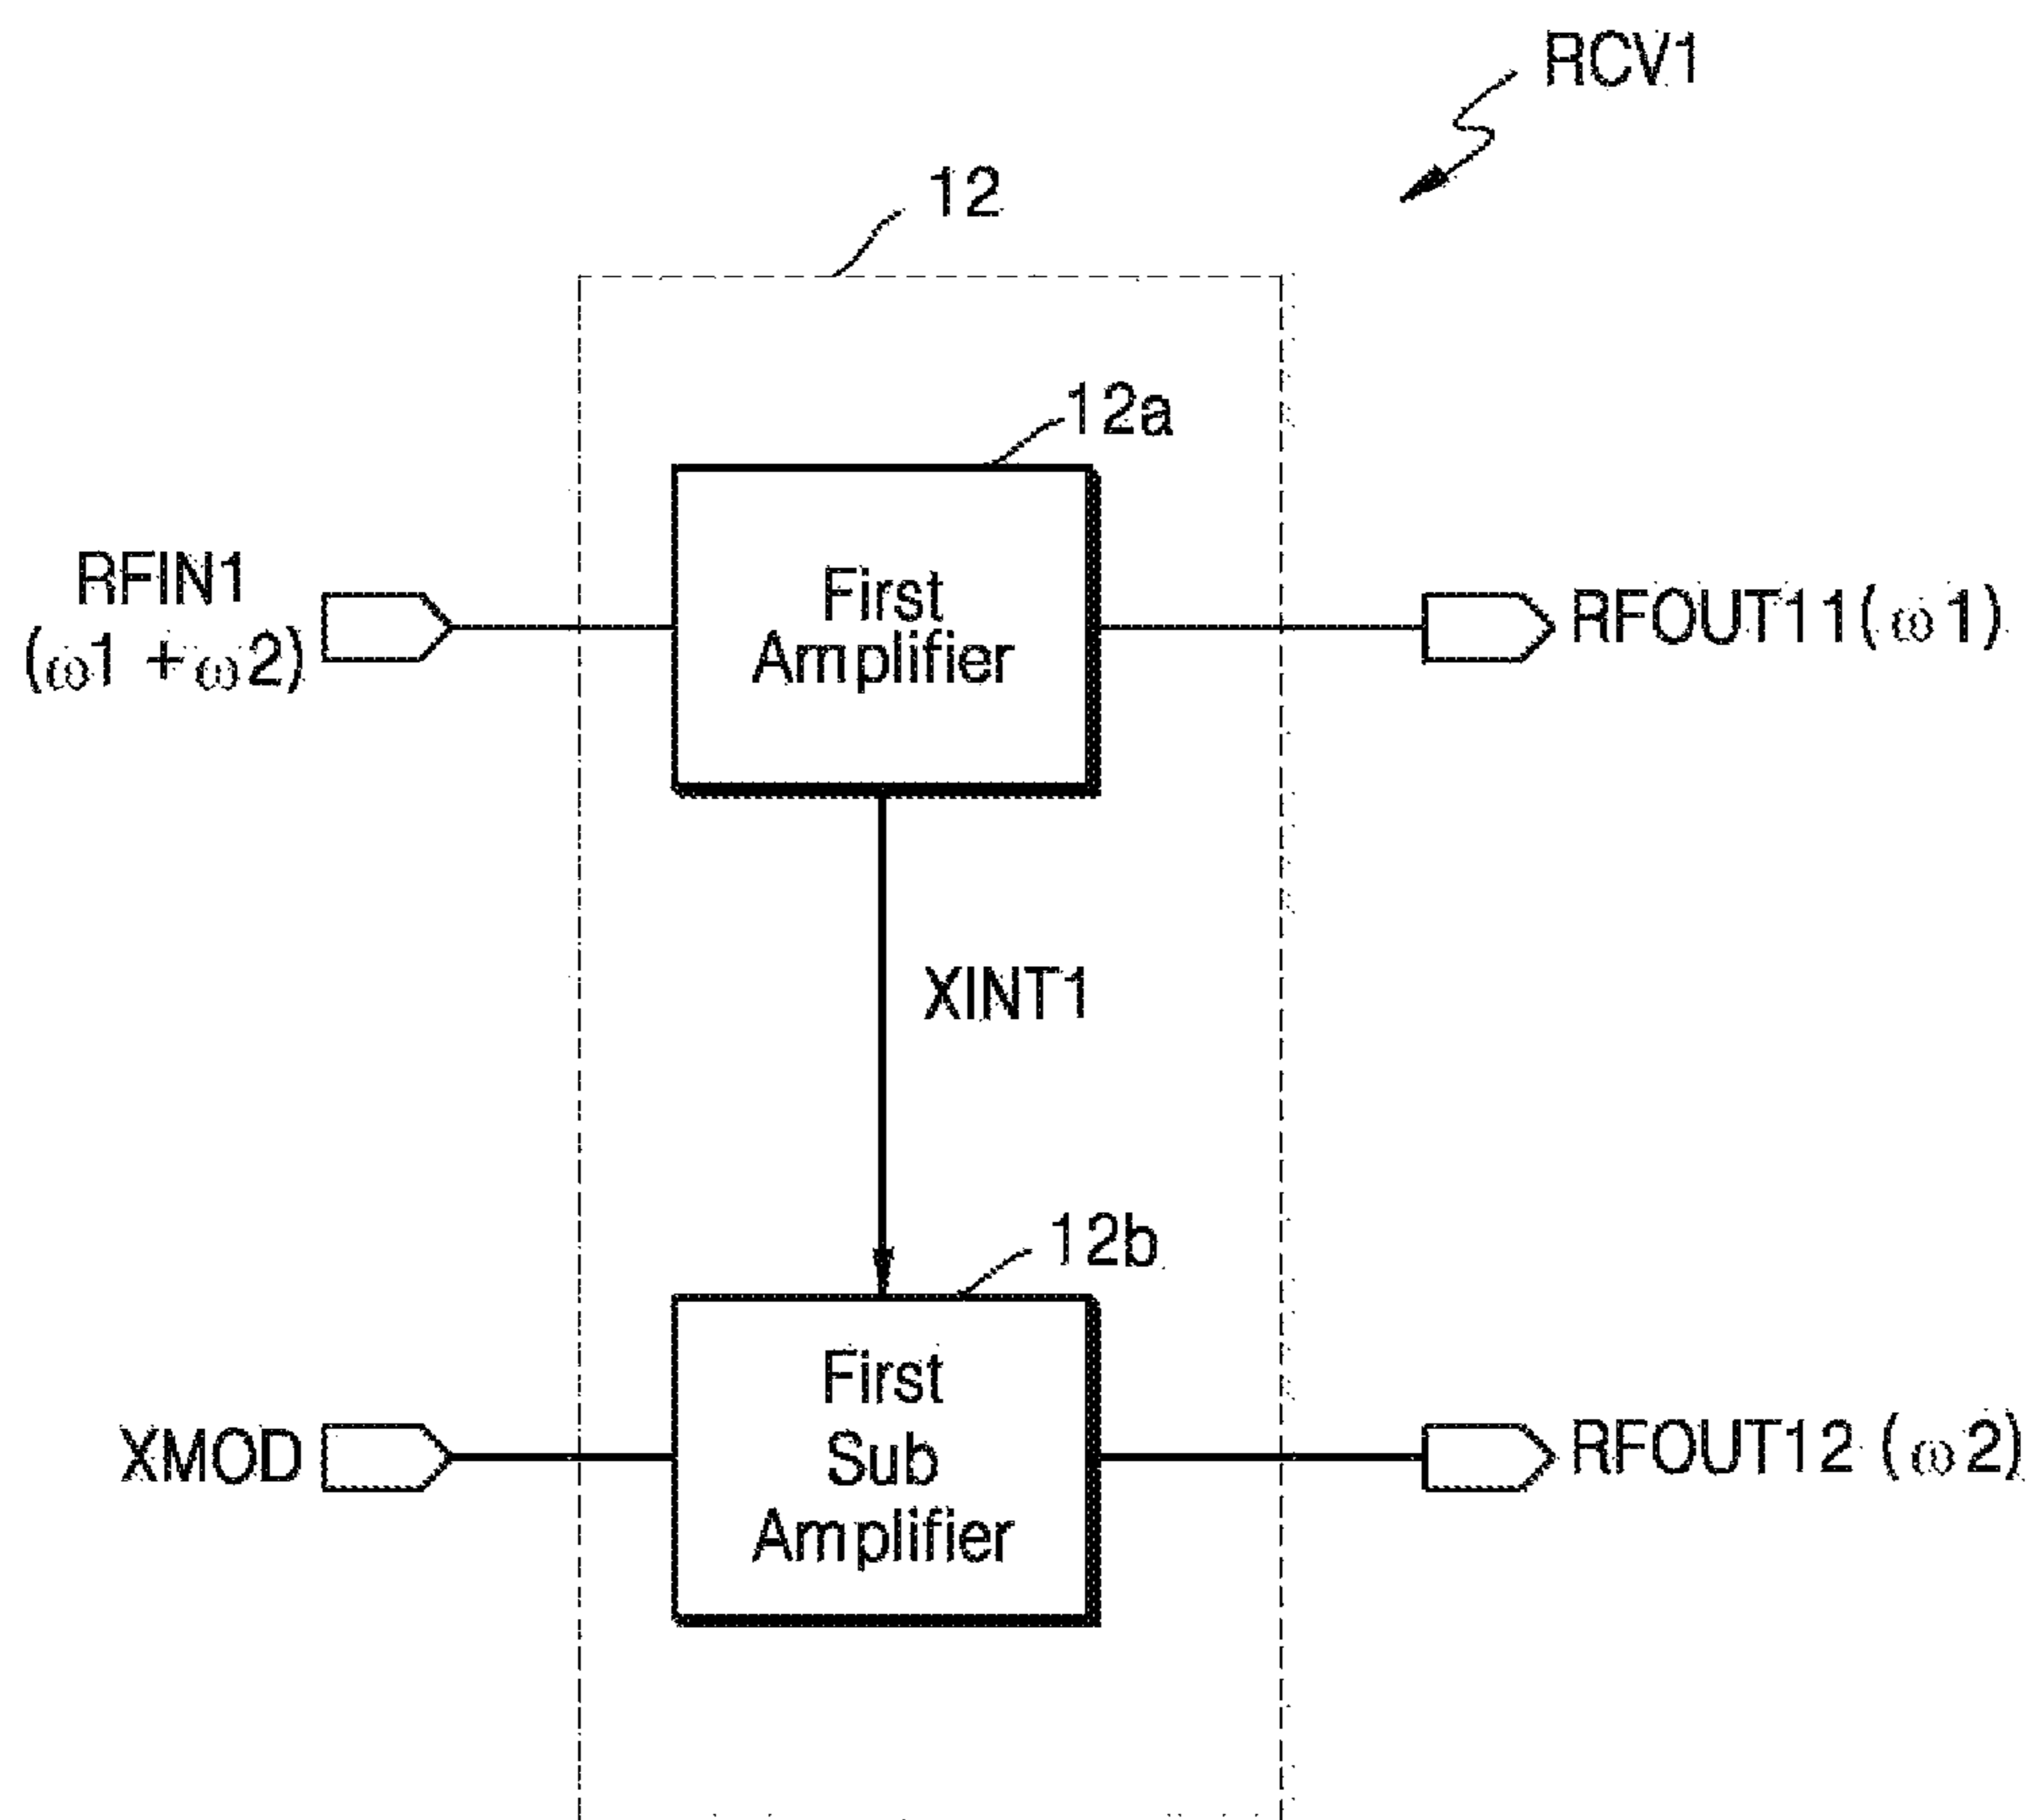 RCV1
12
12a
RFIN1
(ω1 +ω2)
First
Amplifier
RFOUT11(ω1)
XINT1
12b
XMOD
First
Sub
Amplifier
RFOUT12 (ω2)